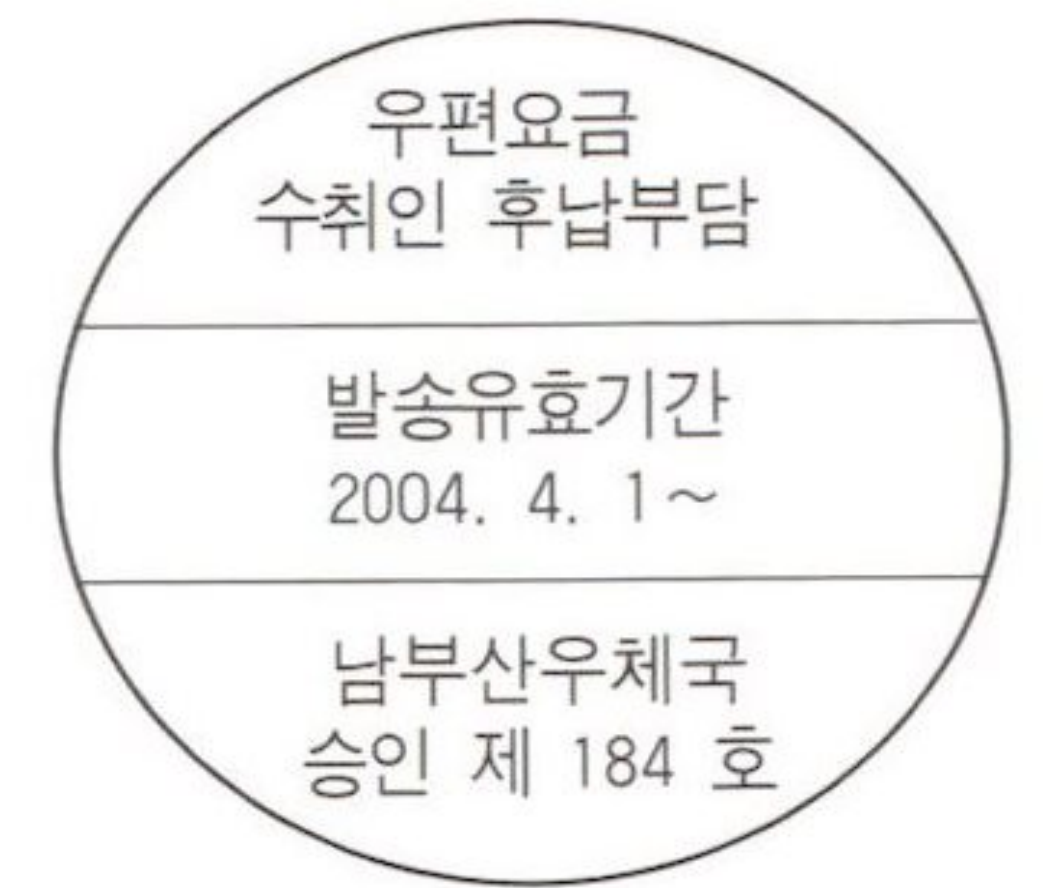 우편요금
수취인 후납부담
발송유효기간
2004. 4. 1～
남부산우체국
승인 제 184 호